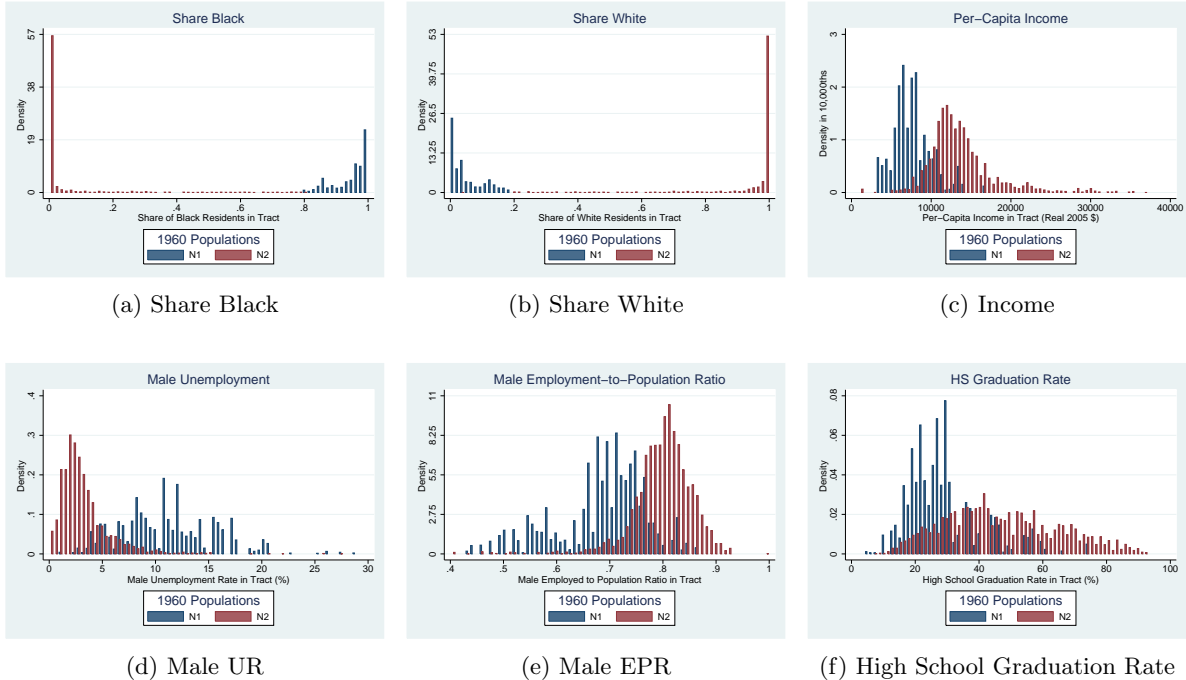 Share Black
Density
57
38
19
0
0 .2 .4 .6 .8 1
Share of Black Residents in Tract
1960 Populations
N1 N2
(a) Share Black
Share White
Density
53
39.75
26.5
13.25
0
0 .2 .4 .6 .8 1
Share of White Residents in Tract
1960 Populations
N1 N2
(b) Share White
Per−Capita Income
Density in 10,000ths
3
2
1
0
0 10000 20000 30000 40000
Per−Capita Income in Tract (Real 2005 $)
1960 Populations
N1 N2
(c) Income
Male Unemployment
Density
.4
.3
.2
.1
0
0 5 10 15 20 25 30
Male Unemployment Rate in Tract (%)
1960 Populations
N1 N2
(d) Male UR
Male Employment−to−Population Ratio
Density
11
8.25
5.5
2.75
0
.4 .5 .6 .7 .8 .9 1
Male Employed to Population Ratio in Tract
1960 Populations
N1 N2
(e) Male EPR
HS Graduation Rate
Density
.08
.06
.04
.02
0
0 20 40 60 80 100
High School Graduation Rate in Tract (%)
1960 Populations
N1 N2
(f) High School Graduation Rate